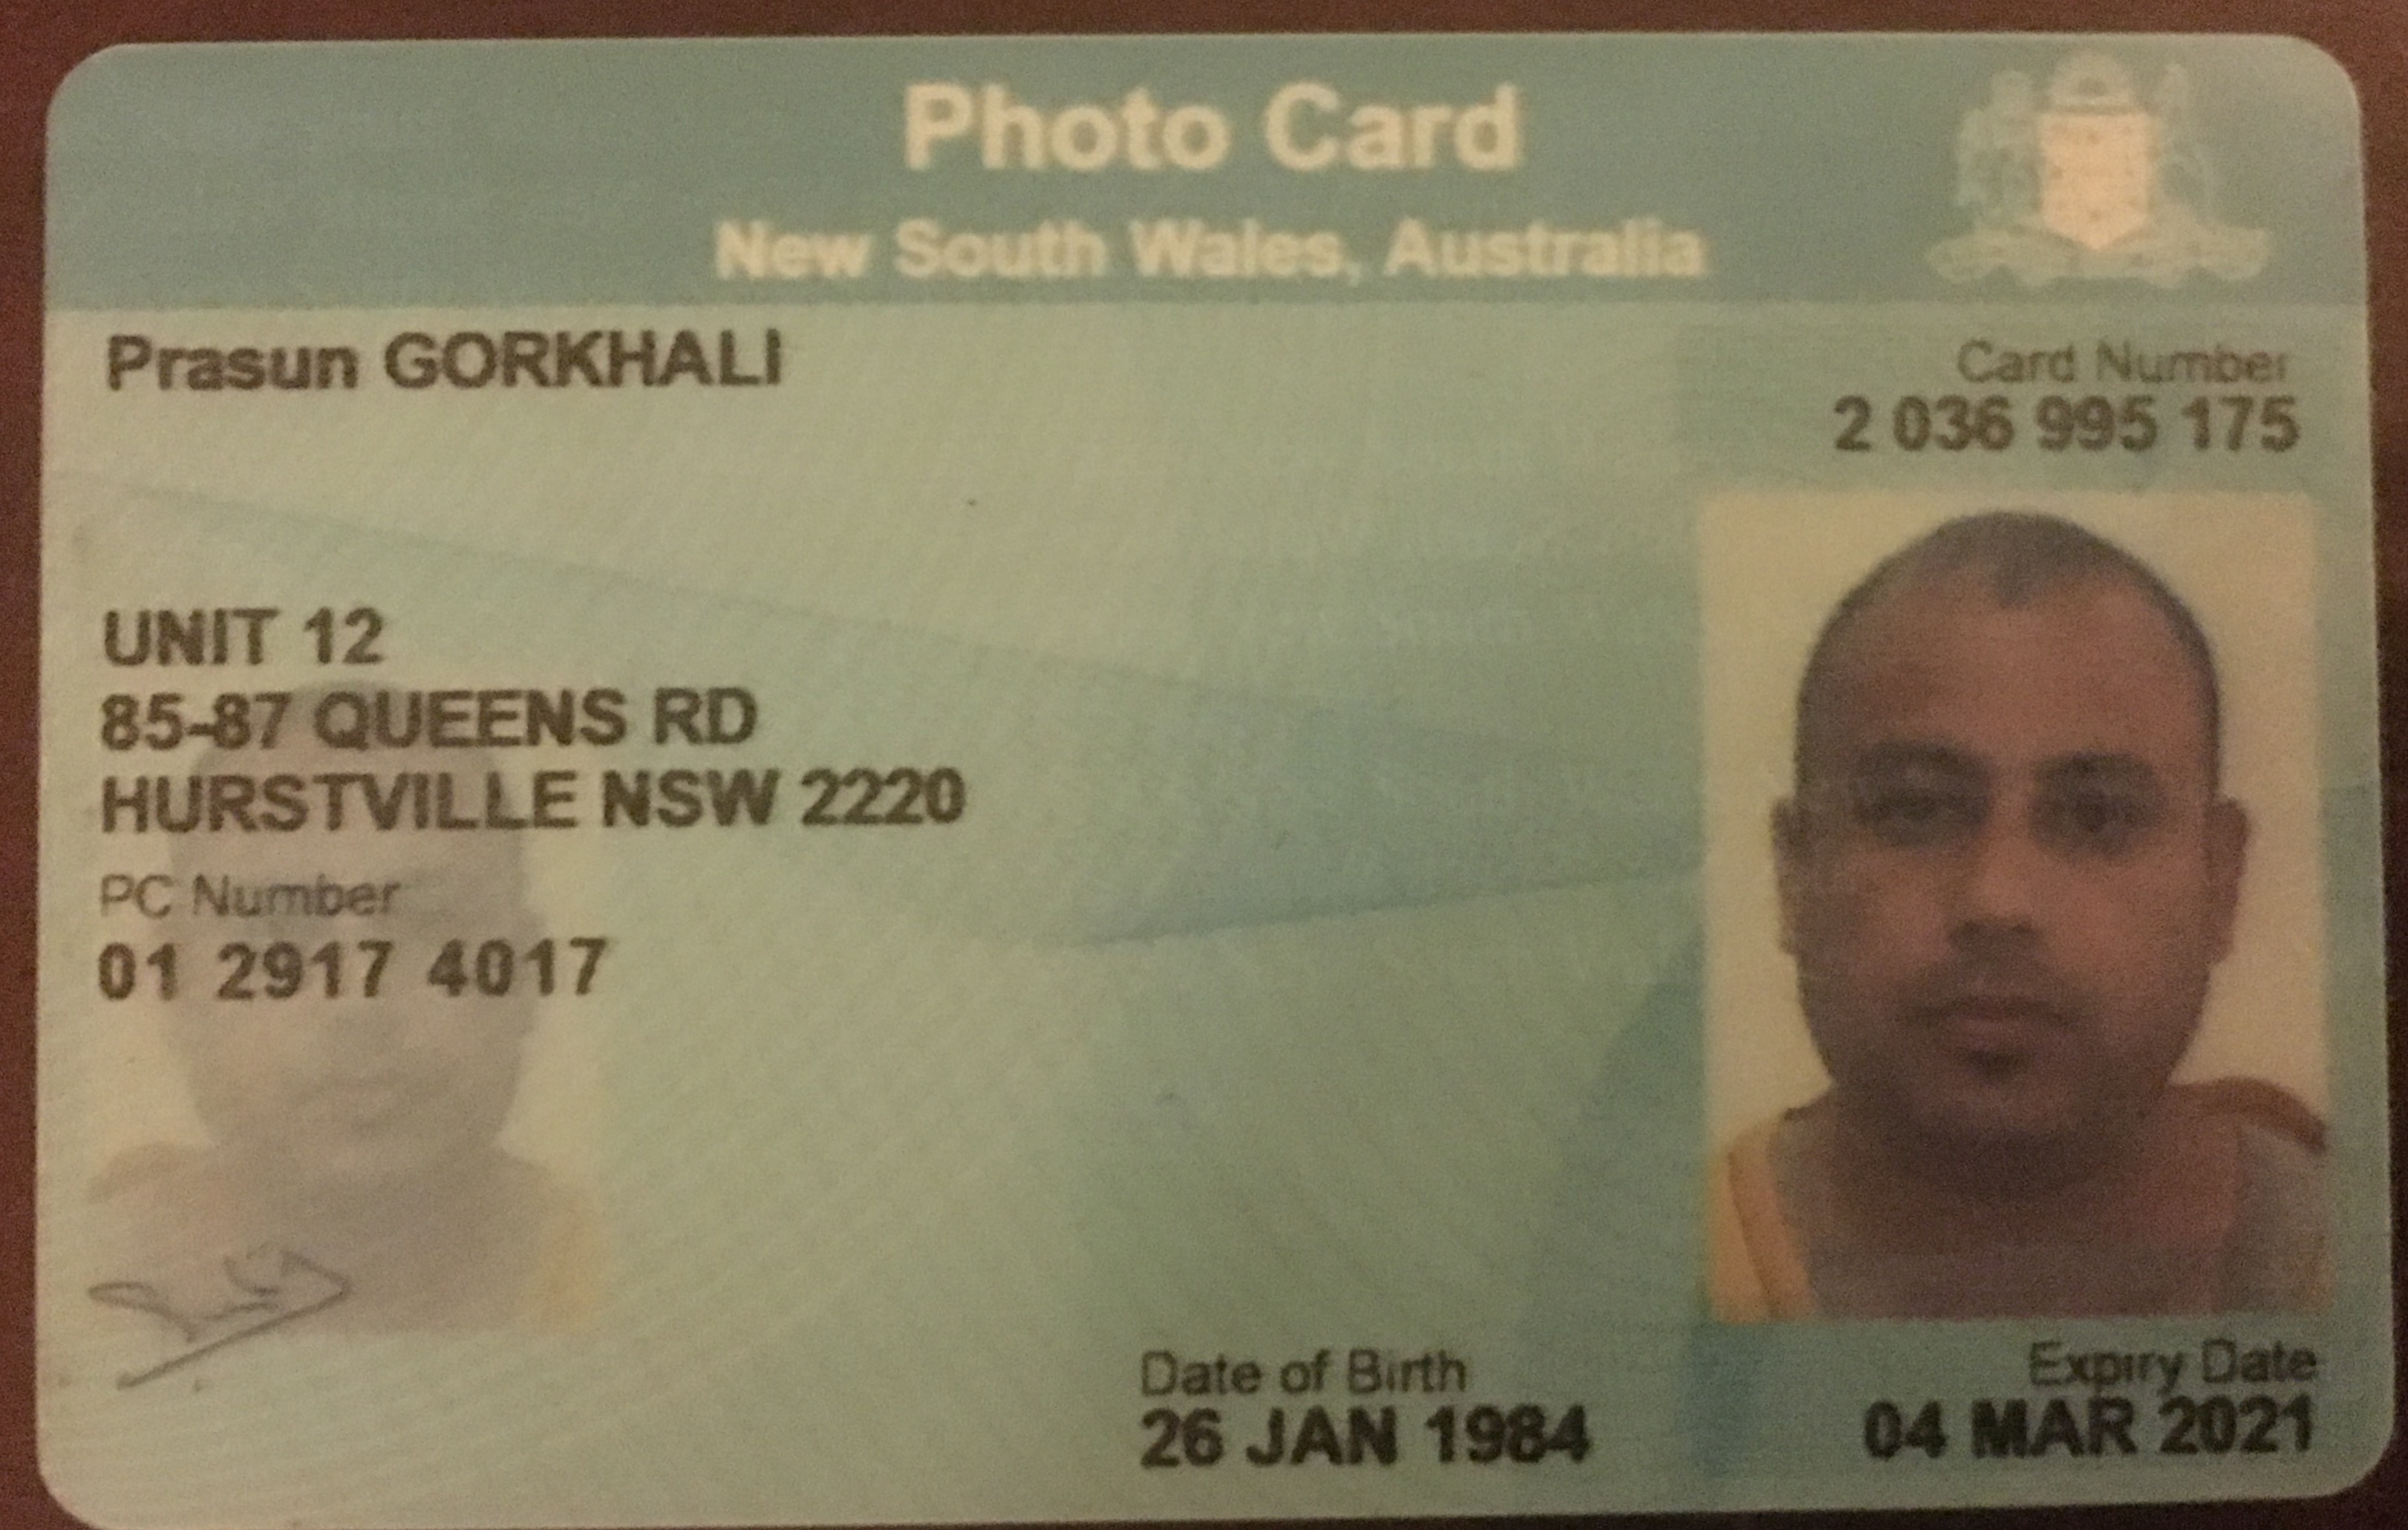 Photo Card
New South Wales, Australia
Prasun GORKHALI
Card Number
2 036 995 175
UNIT 12
85-87 QUEENS RD
HURSTVILLE NSW 2220
PC Number
01 2917 4017
Date of Birth
26 JAN 1984
Expiry Date
04 MAR 2021